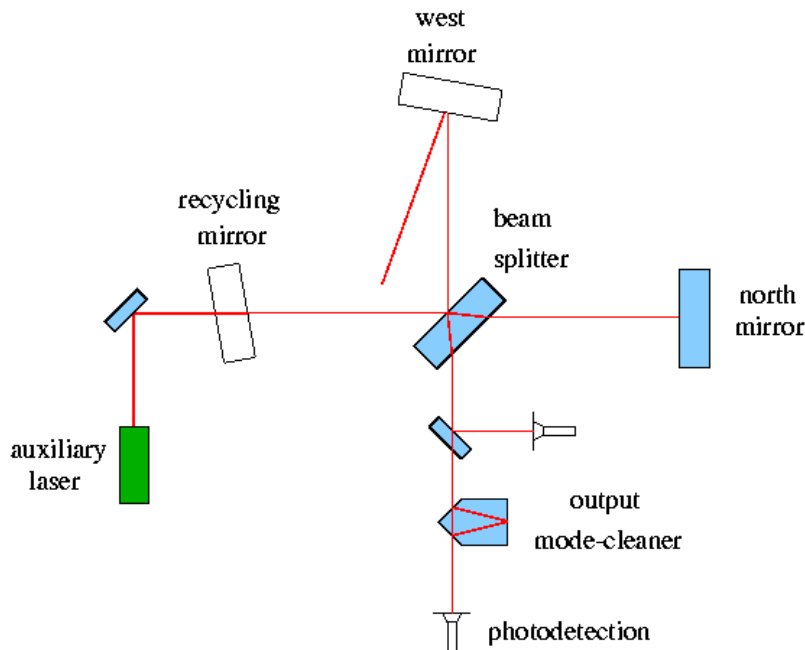 west
mirror
recycling
mirror
beam
splitter
north
mirror
auxiliary
laser
output
mode-cleaner
photodetection